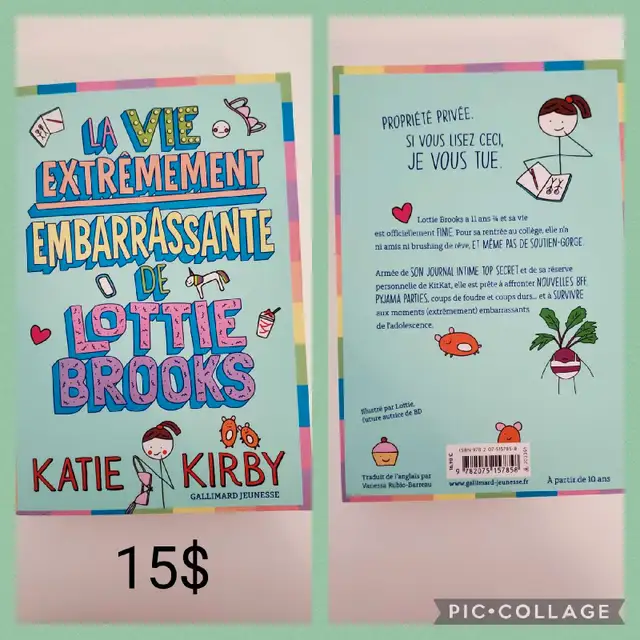 LA VIE
EXTRÊMEMENT
EMBARRASSANTE
DE
LOTTIE
BROOKS
KATIE KIRBY
GALLIMARD JEUNESSE
15$
PROPRIÉTÉ PRIVÉE.
SI VOUS LISEZ CECI,
JE VOUS TUE.
Lottie Brooks a 11 ans ¾ et sa vie
est officiellement FINIE. Pour sa rentrée au collège, elle n'a
ni amis ni brushing de rêve, ET MÊME PAS DE SOUTIEN-GORGE.
Armée de SON JOURNAL INTIME TOP SECRET et de sa réserve
personnelle de KitKat, elle est prête à affronter NOUVELLES BFF,
PYJAMA PARTIES, coups de foudre et coups durs... et à SURVIVRE
aux moments (extrêmement) embarrassants
de l'adolescence.
Illustré par Lottie,
future autrice de BD
Traduit de l'anglais par
Vanessa Rubio-Barreau
9 782075 157858
www.gallimard-jeunesse.fr
À partir de 10 ans
PIC•COLLAGE